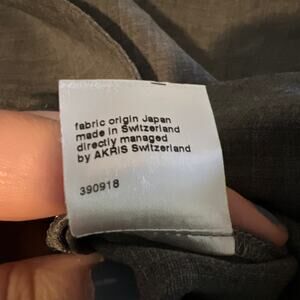 fabric origin Japan
made in Switzerland
directly managed
by AKRIS Switzerland
390918